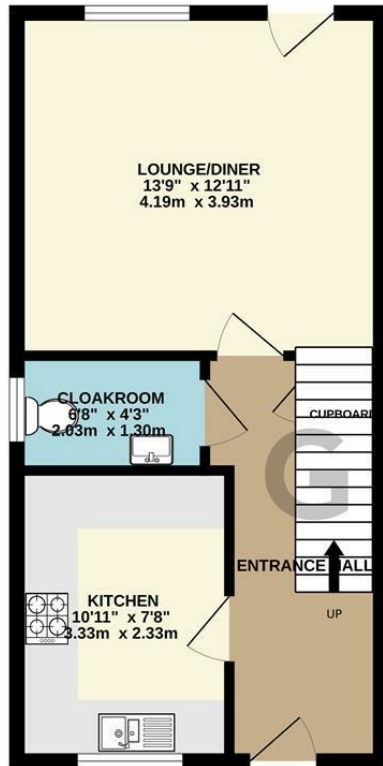 LOUNGE/DINER
13'9" x 12'11"
4.19m x 3.93m
CLOAKROOM
6'8" x 4'3"
2.03m x 1.30m
CUPBOARD
G
ENTRANCE HALL
KITCHEN
10'11" x 7'8"
3.33m x 2.33m
UP